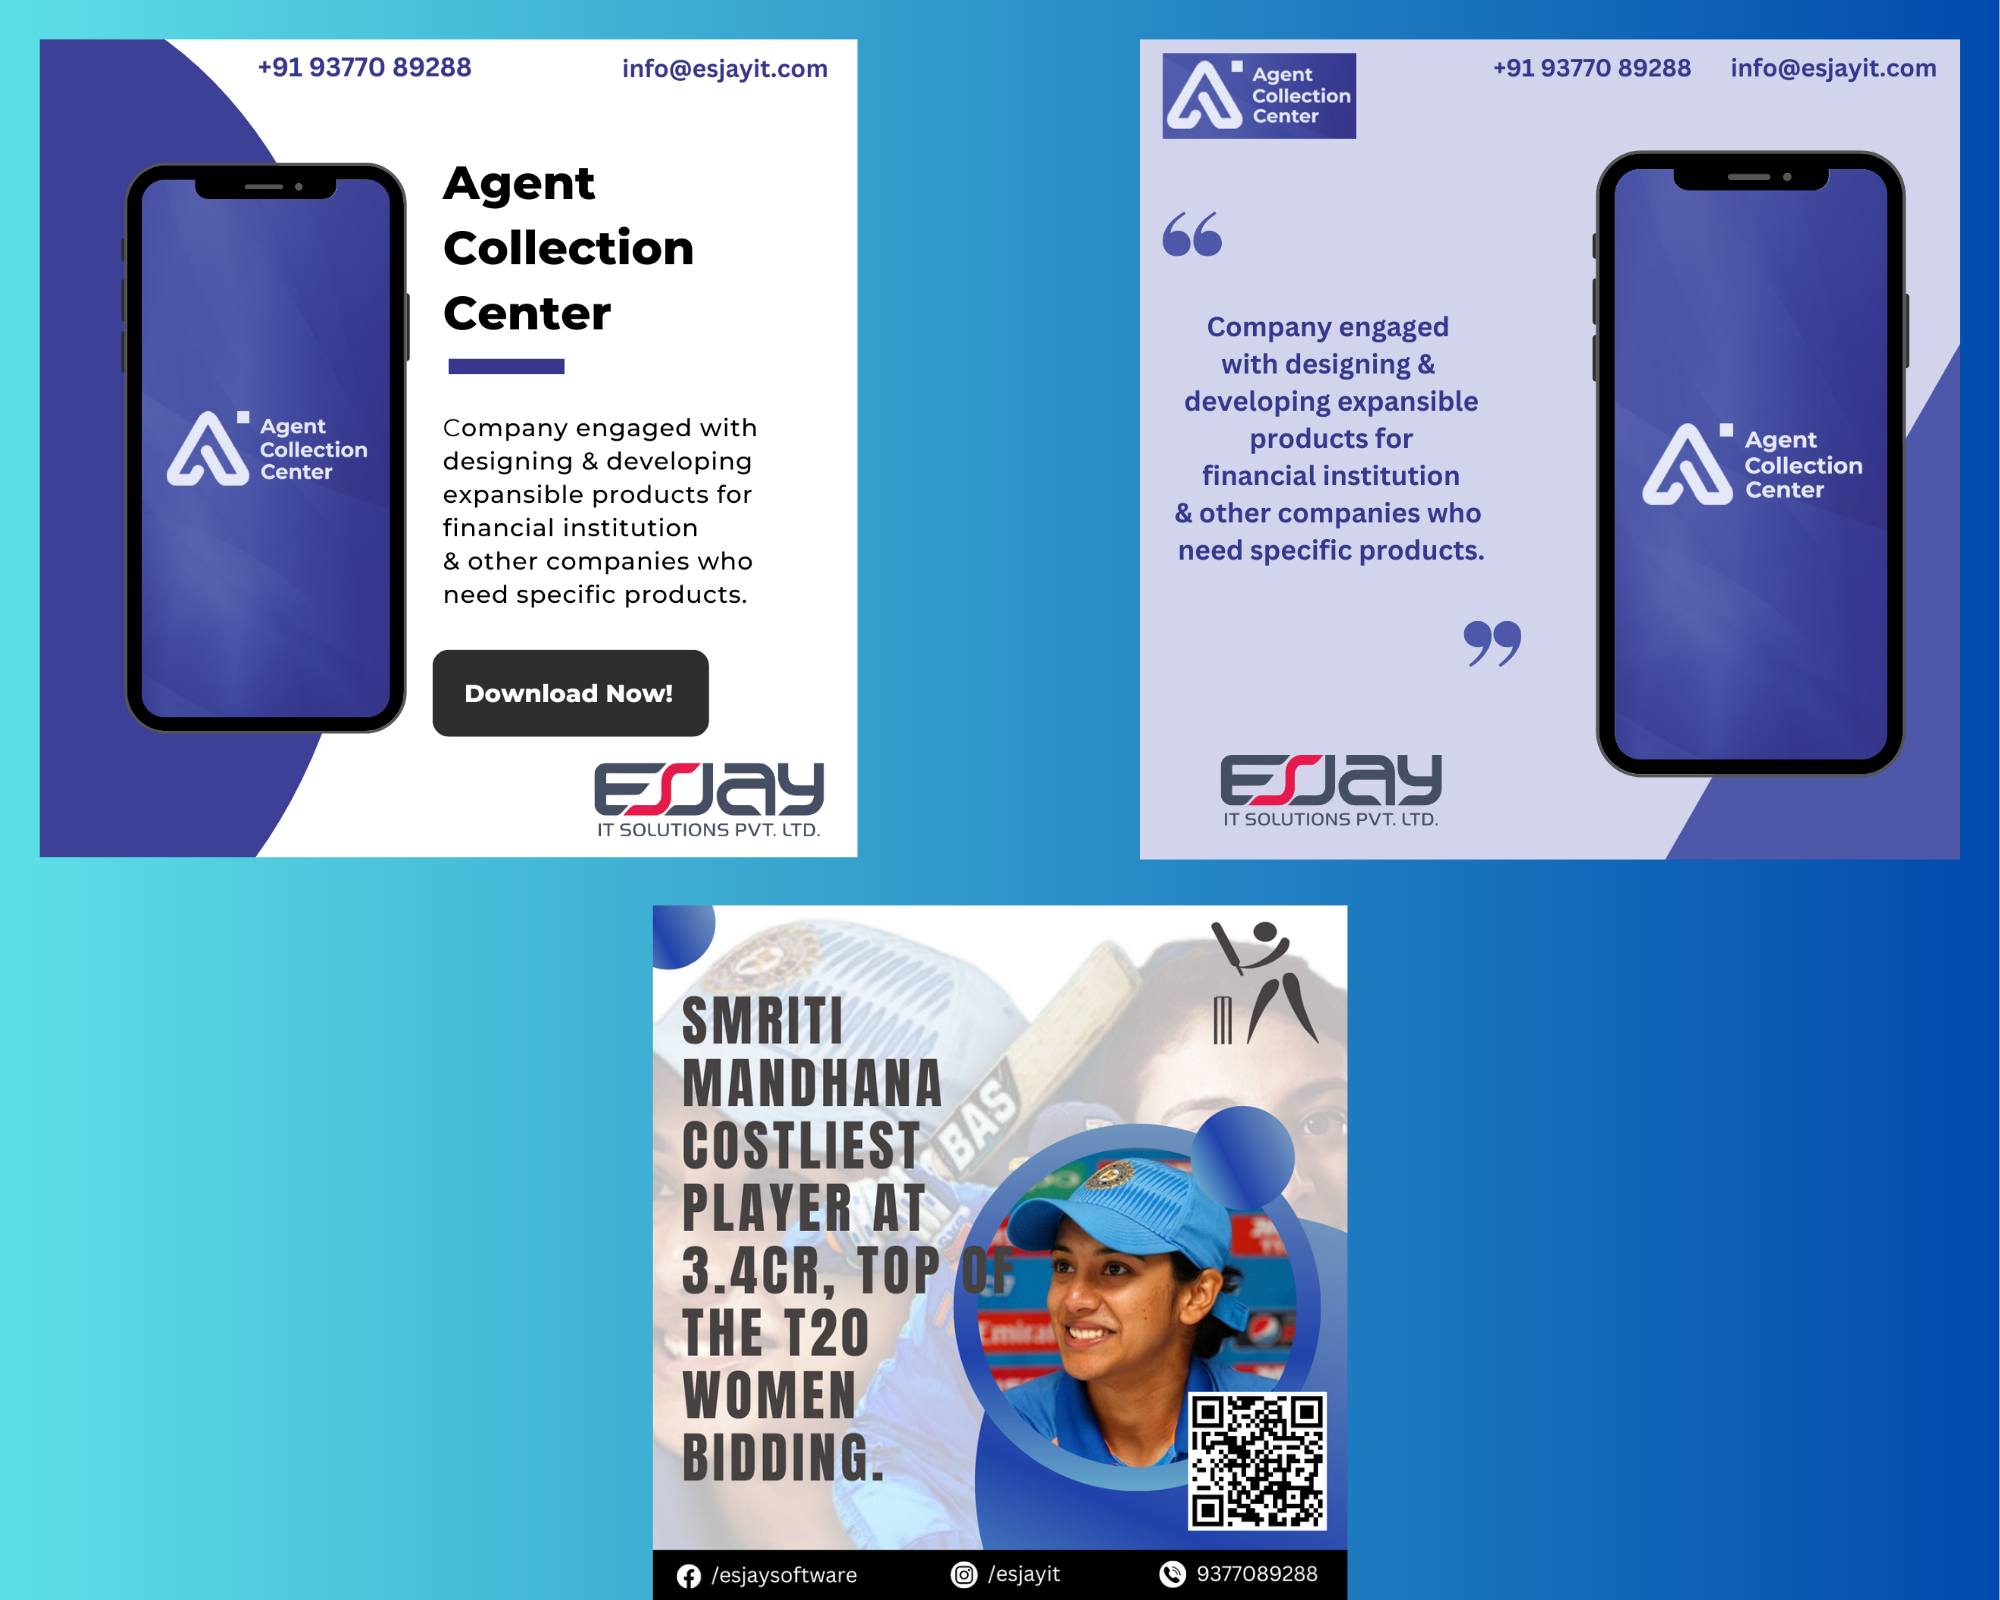 +91 93770 89288
info@esjayit.com
Agent
Collection
Center
Agent
Collection
Center
Company engaged with
designing & developing
expansible products for
financial institution
& other companies who
need specific products.
Download Now!
ESJay
IT SOLUTIONS PVT. LTD.
Agent
Collection
Center
+91 93770 89288
info@esjayit.com
“
Company engaged
with designing &
developing expansible
products for
financial institution
& other companies who
need specific products.
”
Agent
Collection
Center
ESJay
IT SOLUTIONS PVT. LTD.
SMRITI
MANDHANA
COSTLIEST
PLAYER AT
3.4CR, TOP OF
THE T20
WOMEN
BIDDING.
BAS
/esjaysoftware
/esjayit
9377089288